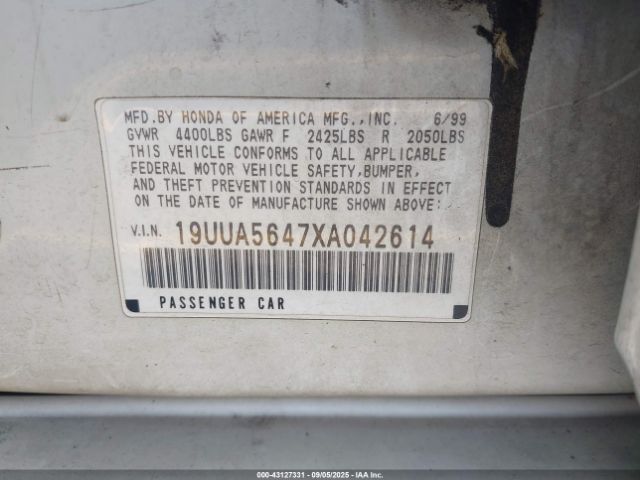 MFD.BY HONDA OF AMERICA MFG.,INC. 6/99
GVWR 4400LBS GAWR F 2425LBS R 2050LBS
THIS VEHICLE CONFORMS TO ALL APPLICABLE
FEDERAL MOTOR VEHICLE SAFETY,BUMPER,
AND THEFT PREVENTION STANDARDS IN EFFECT
ON THE DATE OF MANUFACTURE SHOWN ABOVE.
V.I.N. 19UUA5647XA042614
PASSENGER CAR
000-43127331 - 09/05/2025 - IAA Inc.